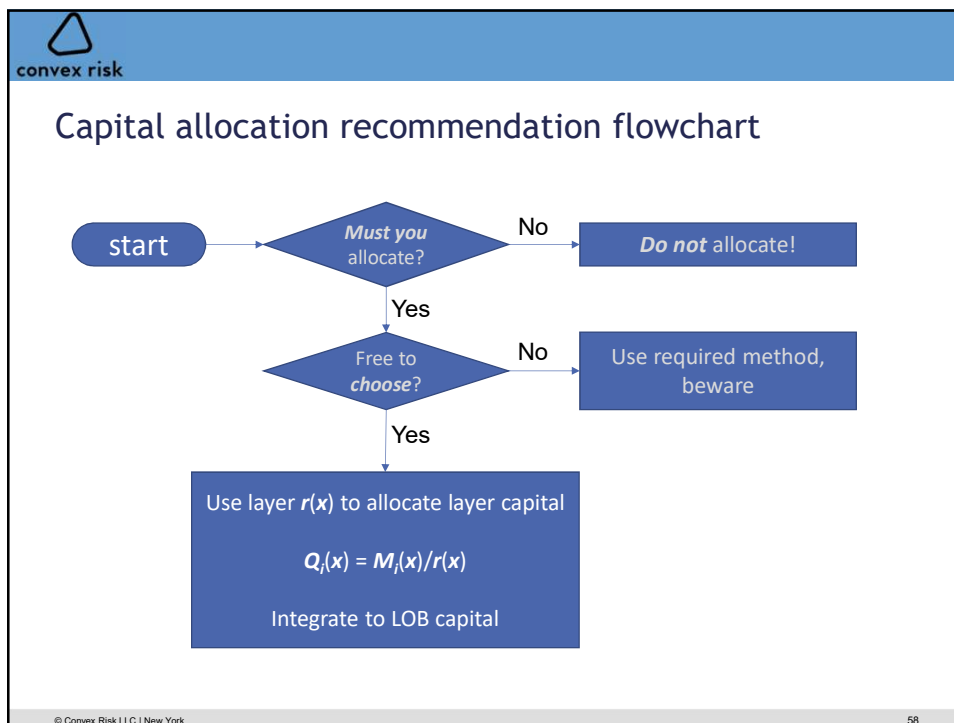 convex risk
Capital allocation recommendation flowchart
start
Must you
allocate?
No
Do not allocate!
Yes
Free to
choose?
No
Use required method,
beware
Yes
Use layer r(x) to allocate layer capital
Qi(x) = Mi(x)/r(x)
Integrate to LOB capital
© Convex Risk LLC | New York
58